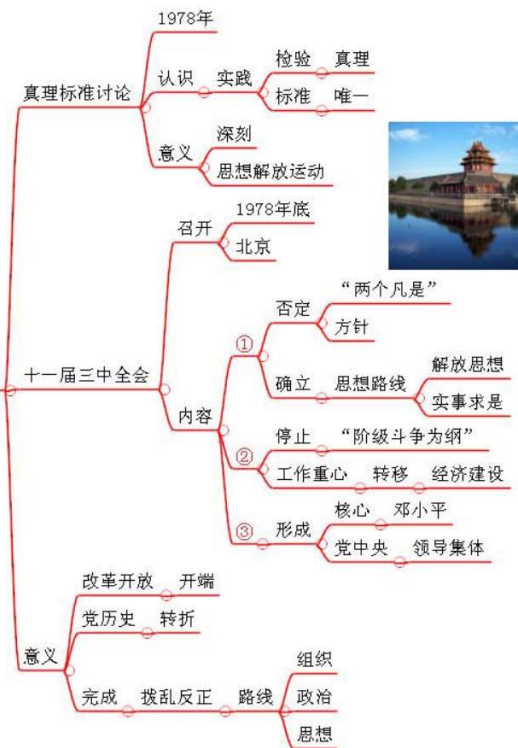 1978年
真理标准讨论
认识
实践
检验
真理
标准
唯一
意义
深刻
思想解放运动
十一届三中全会
召开
1978年底
北京
内容
①
否定
“两个凡是”
方针
确立
思想路线
解放思想
实事求是
②
停止
“阶级斗争为纲”
工作重心
转移
经济建设
③
形成
核心
邓小平
党中央
领导集体
意义
改革开放
开端
党历史
转折
完成
拨乱反正
路线
组织
政治
思想